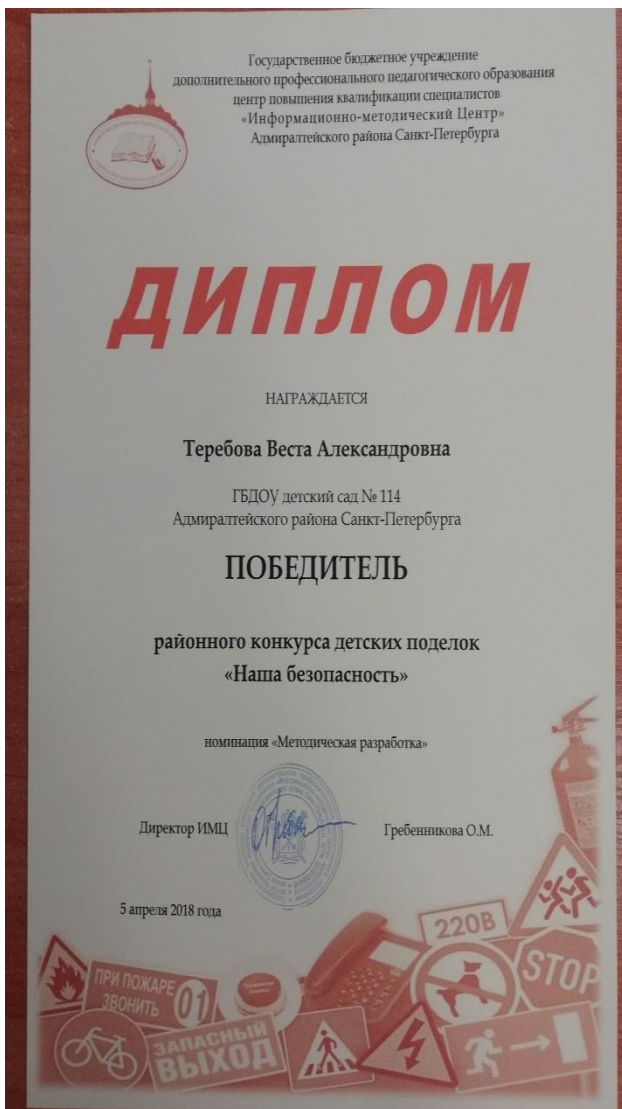 Государственное бюджетное учреждение
дополнительного профессионального педагогического образования
центр повышения квалификации специалистов
«Информационно-методический Центр»
Адмиралтейского района Санкт-Петербурга
ДИПЛОМ
НАГРАЖДАЕТСЯ
Теребова Веста Александровна
ГБДОУ детский сад № 114
Адмиралтейского района Санкт-Петербурга
ПОБЕДИТЕЛЬ
районного конкурса детских поделок
«Наша безопасность»
номинация «Методическая разработка»
Директор ИМЦ
Гребенникова О.М.
5 апреля 2018 года
220В
STOP
ПРИ ПОЖАРЕ
ЗВОНИТЬ 01
ЗАПАСНЫЙ
ВЫХОД